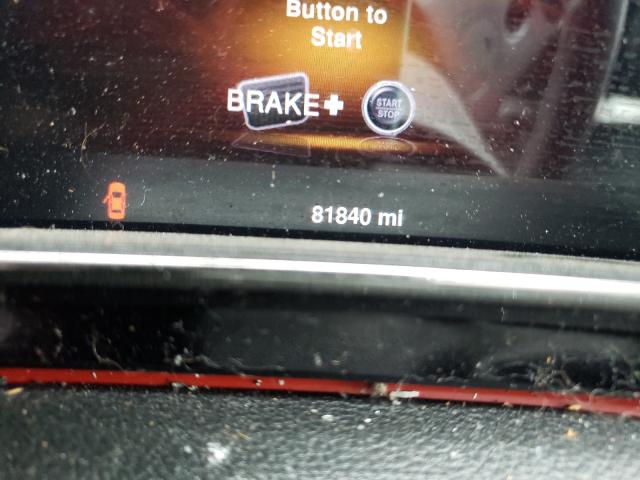 Button to
Start
BRAKE+
START
STOP
81840 mi